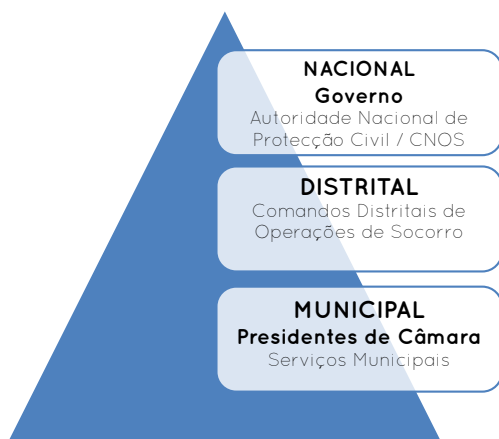 NACIONAL
Governo
Autoridade Nacional de
Protecção Civil / CNOS
DISTRITAL
Comandos Distritais de
Operações de Socorro
MUNICIPAL
Presidentes de Câmara
Serviços Municipais